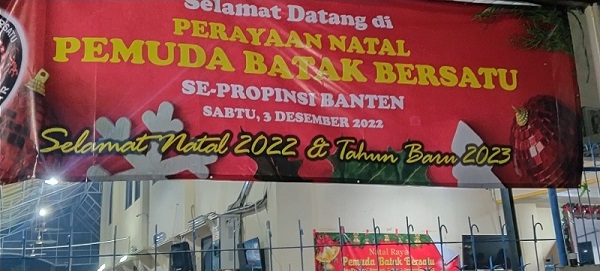 Selamat Datang di
PERAYAAN NATAL
PEMUDA BATAK BERSATU
SE-PROPINSI BANTEN
SABTU, 3 DESEMBER 2022
Selamat Natal 2022 & Tahun Baru 2023
Natal Raya
Pemuda Batak Bersatu